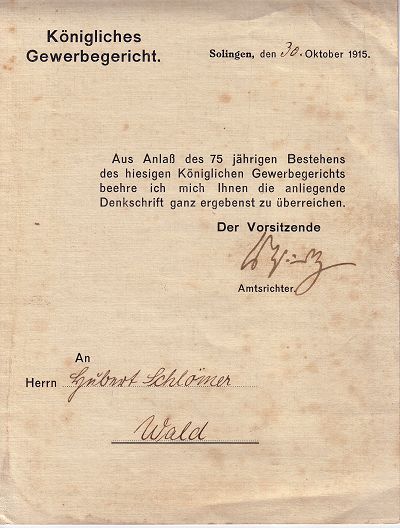 Königliches
Gewerbegericht.
Solingen, den 30. Oktober 1915.
Aus Anlaß des 75 jährigen Bestehens
des hiesigen Königlichen Gewerbegerichts
beehre ich mich Ihnen die anliegende
Denkschrift ganz ergebenst zu überreichen.
Der Vorsitzende
Amtsrichter.
An
Herrn Hubert Schlömer
Wald